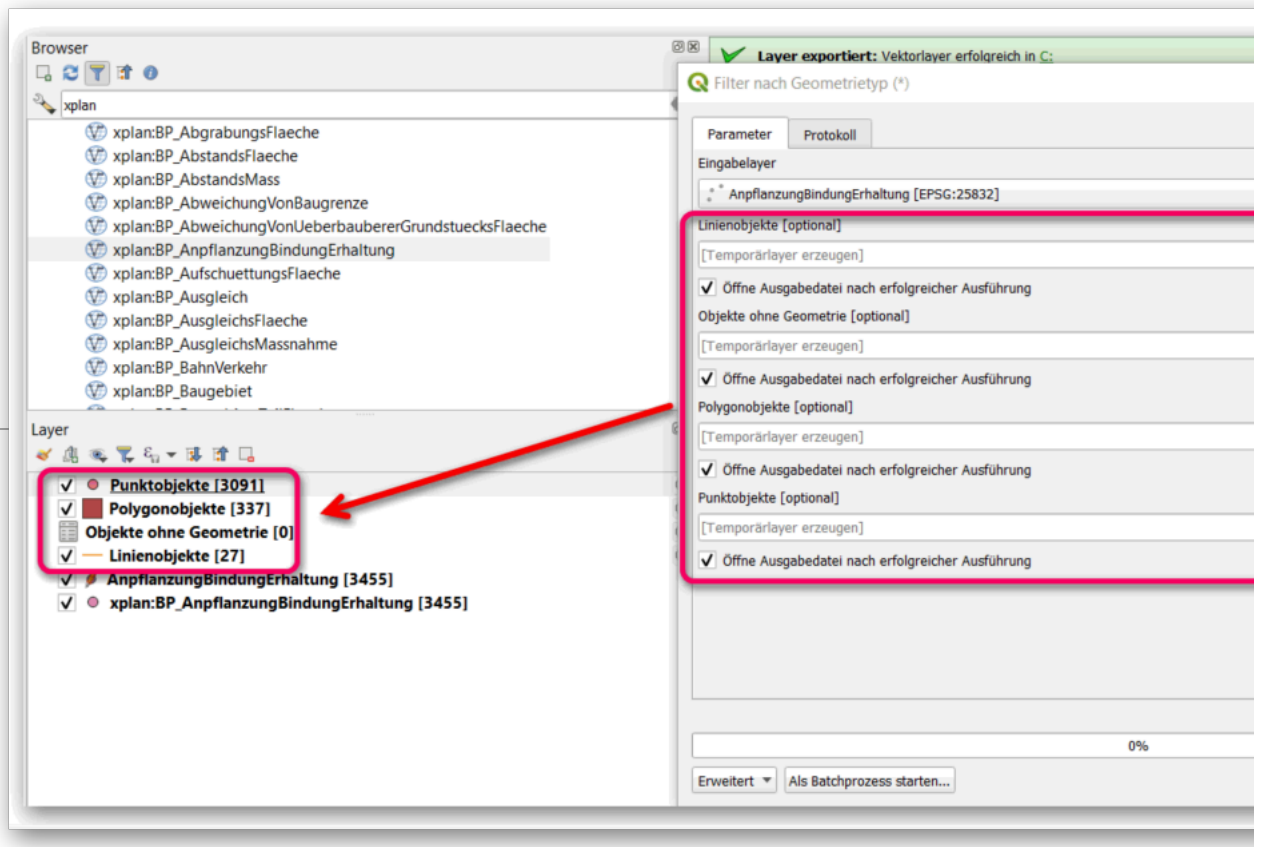 Browser
xplan
xplan:BP_AbgrabungsFlaeche
xplan:BP_AbstandsFlaeche
xplan:BP_AbstandsMass
xplan:BP_AbweichungVonBaugrenze
xplan:BP_AbweichungVonUeberbaubererGrundstuecksFlaeche
xplan:BP_AnpflanzungBindungErhaltung
xplan:BP_AufschuettungsFlaeche
xplan:BP_Ausgleich
xplan:BP_AusgleichsFlaeche
xplan:BP_AusgleichsMassnahme
xplan:BP_BahnVerkehr
xplan:BP_Baugebiet
Layer
Punktobjekte [3091]
Polygonobjekte [337]
Objekte ohne Geometrie [0]
Linienobjekte [27]
AnpflanzungBindungErhaltung [3455]
xplan:BP_AnpflanzungBindungErhaltung [3455]
Layer exportiert: Vektorlayer erfolgreich in C:
Filter nach Geometrietyp (*)
Parameter
Protokoll
Eingabelayer
AnpflanzungBindungErhaltung [EPSG:25832]
Linienobjekte [optional]
[Temporärlayer erzeugen]
Öffne Ausgabedatei nach erfolgreicher Ausführung
Objekte ohne Geometrie [optional]
[Temporärlayer erzeugen]
Öffne Ausgabedatei nach erfolgreicher Ausführung
Polygonobjekte [optional]
[Temporärlayer erzeugen]
Öffne Ausgabedatei nach erfolgreicher Ausführung
Punktobjekte [optional]
[Temporärlayer erzeugen]
Öffne Ausgabedatei nach erfolgreicher Ausführung
0%
Erweitert
Als Batchprozess starten...